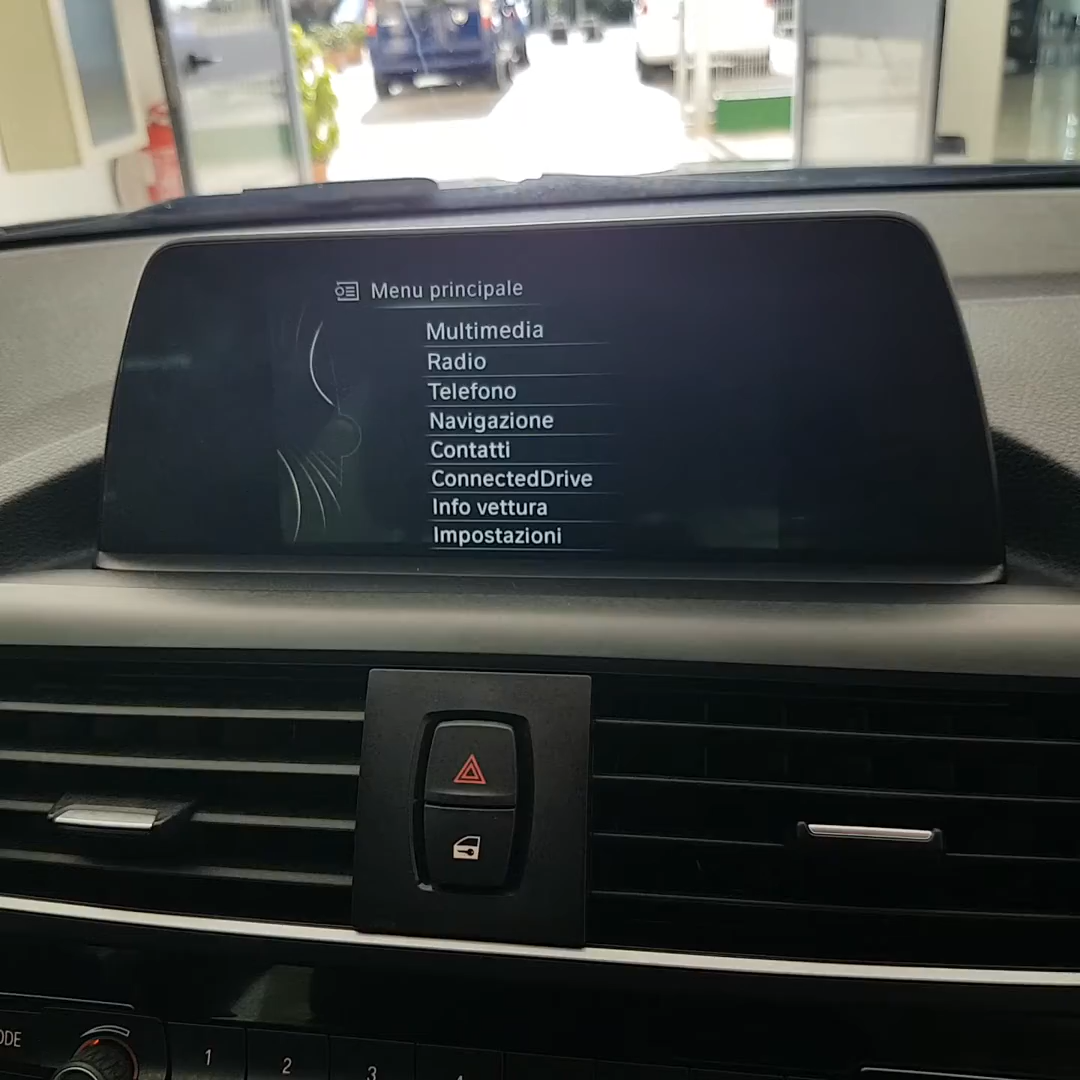 Menu principale
Multimedia
Radio
Telefono
Navigazione
Contatti
ConnectedDrive
Info vettura
Impostazioni
1
2
3